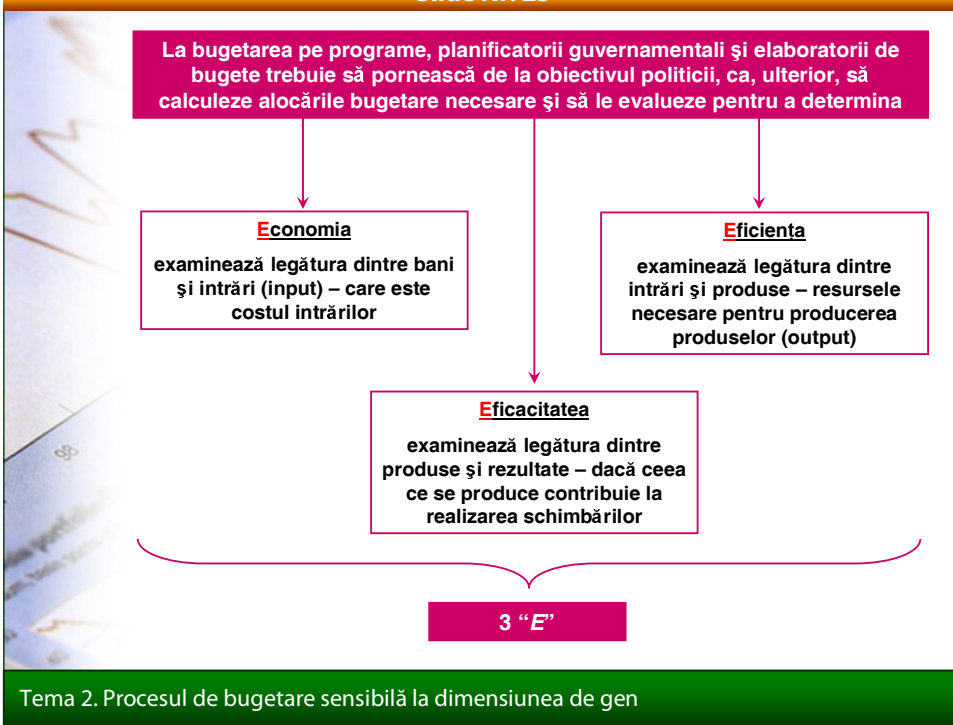 La bugetarea pe programe, planificatorii guvernamentali şi elaboratorii de
bugete trebuie să pornească de la obiectivul politicii, ca, ulterior, să
calculeze alocările bugetare necesare şi să le evalueze pentru a determina
Economia
examinează legătura dintre bani
şi intrări (input) – care este
costul intrărilor
Eficienţa
examinează legătura dintre
intrări şi produse – resursele
necesare pentru producerea
produselor (output)
Eficacitatea
examinează legătura dintre
produse şi rezultate – dacă ceea
ce se produce contribuie la
realizarea schimbărilor
3 “E”
98
Tema 2. Procesul de bugetare sensibilă la dimensiunea de gen